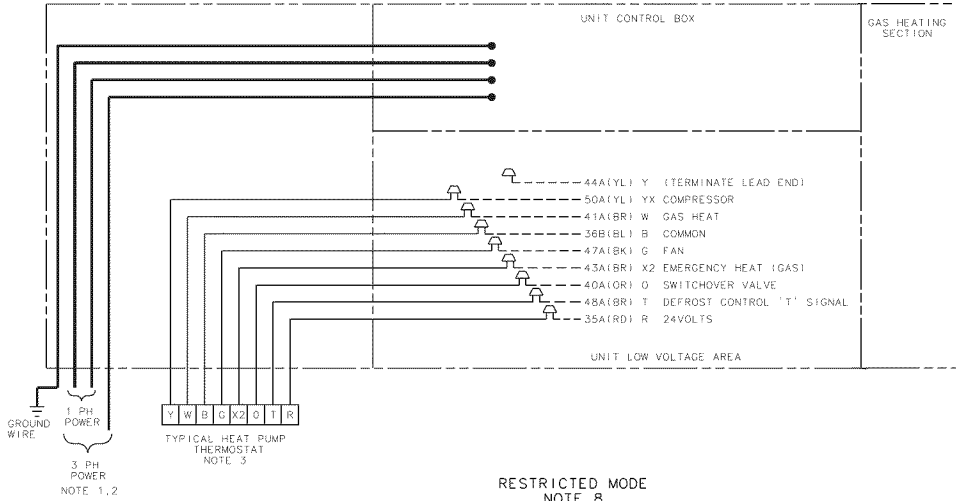 UNIT CONTROL BOX
GAS HEATING
SECTION
44A(YL) Y (TERMINATE LEAD END)
50A(YL) YX COMPRESSOR
41A(BR) W GAS HEAT
36B(BL) B COMMON
47A(BK) G FAN
43A(BR) X2 EMERGENCY HEAT (GAS)
40A(OR) O SWITCHOVER VALVE
48A(BR) T DEFROST CONTROL 'T' SIGNAL
35A(RD) R 24VOLTS
UNIT LOW VOLTAGE AREA
GROUND
WIRE
1 PH
POWER
3 PH
POWER
NOTE 1,2
Y W B G X2 O T R
TYPICAL HEAT PUMP
THERMOSTAT
NOTE 3
RESTRICTED MODE
NOTE 8